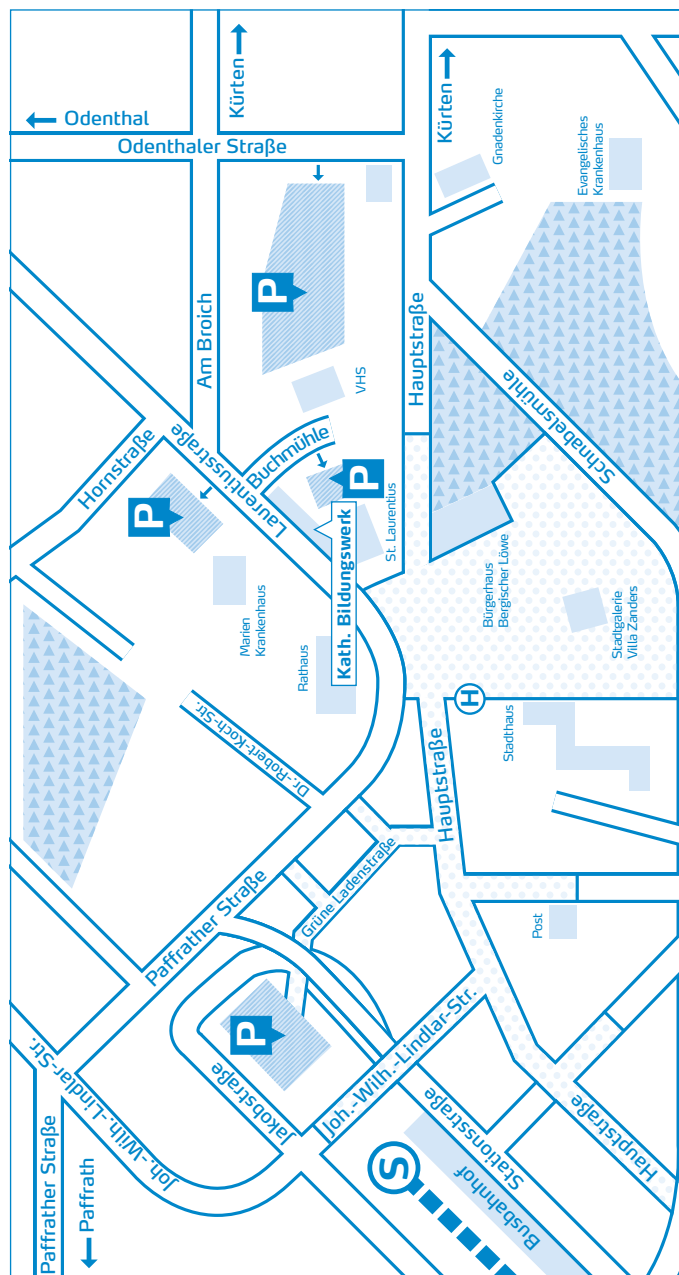 Odenthal
Odenthaler Straße
Kürten
Kürten
Gnadenkirche
Evangelisches
Krankenhaus
P
Am Broich
Hauptstraße
VHS
Schnabelsmühle
Hornstraße
Laurentiusstraße
Buchmühle
P
P
St. Laurentius
Kath. Bildungswerk
Marien
Krankenhaus
Rathaus
Bürgerhaus
Bergischer Löwe
Stadtgalerie
Villa Zanders
H
Stadthaus
Dr.-Robert-Koch-Str.
Hauptstraße
Grüne Ladenstraße
Paffrather Straße
Post
P
Jakobstraße
Joh.-Wilh.-Lindlar-Str.
Joh.-Wilh.-Lindlar-Str.
Stationsstraße
Hauptstraße
Busbahnhof
S
Paffrather Straße
Paffrath